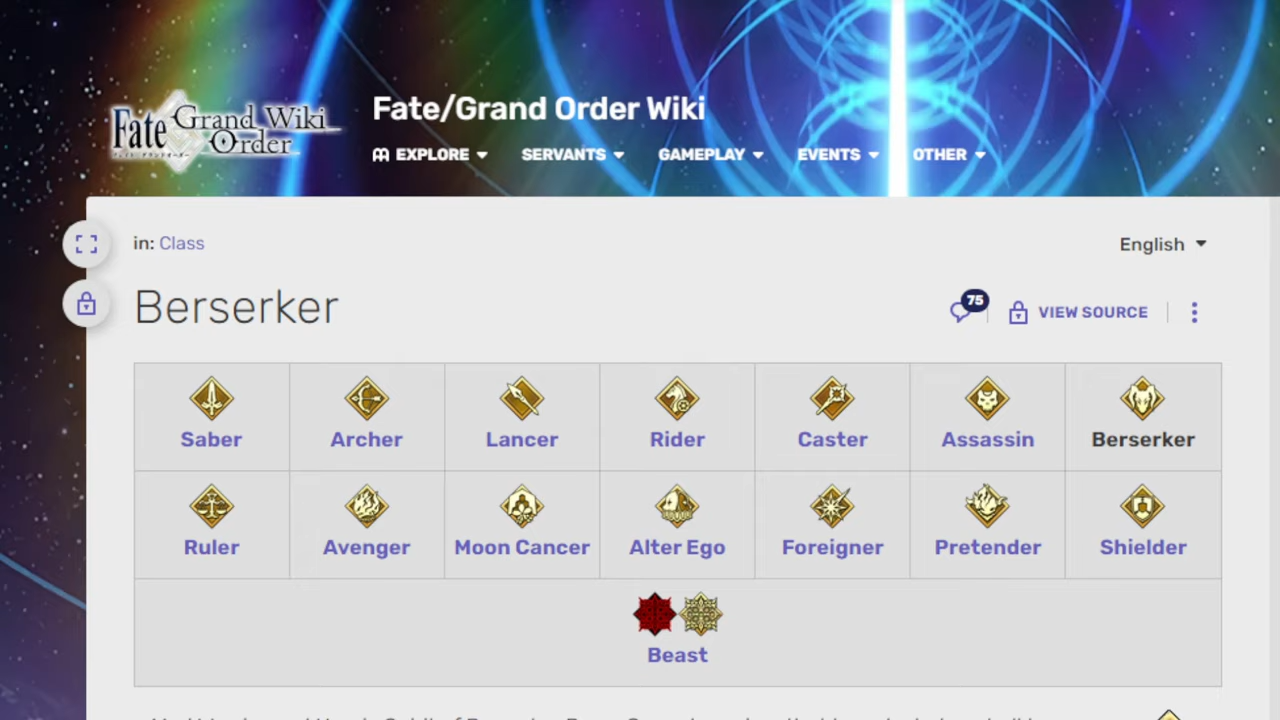 Fate/Grand Order Wiki
Fate Grand Order Wiki
EXPLORE SERVANTS GAMEPLAY EVENTS OTHER
in: Class
English
Berserker
75
VIEW SOURCE
Saber Archer Lancer Rider Caster Assassin Berserker
Ruler Avenger Moon Cancer Alter Ego Foreigner Pretender Shielder
Beast